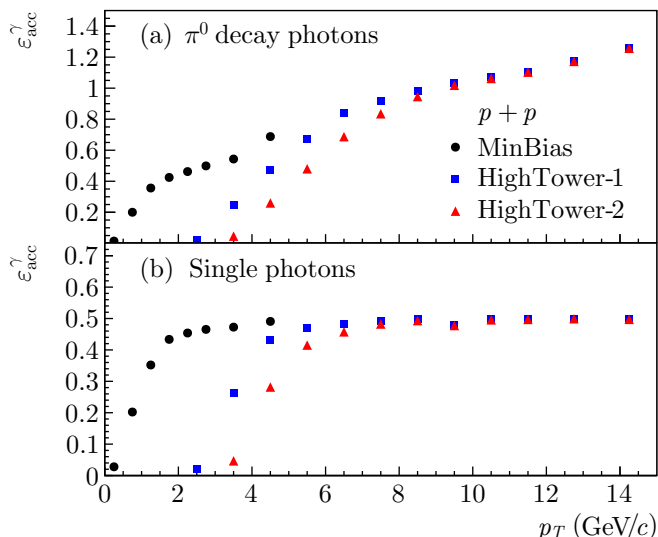 ε^γ_acc
(a) π⁰ decay photons
1.4
1.2
1
0.8
0.6
0.4
0.2
p + p
MinBias
HighTower-1
HighTower-2
ε^γ_acc
(b) Single photons
0.7
0.6
0.5
0.4
0.3
0.2
0.1
0
0 2 4 6 8 10 12 14
p_T (GeV/c)